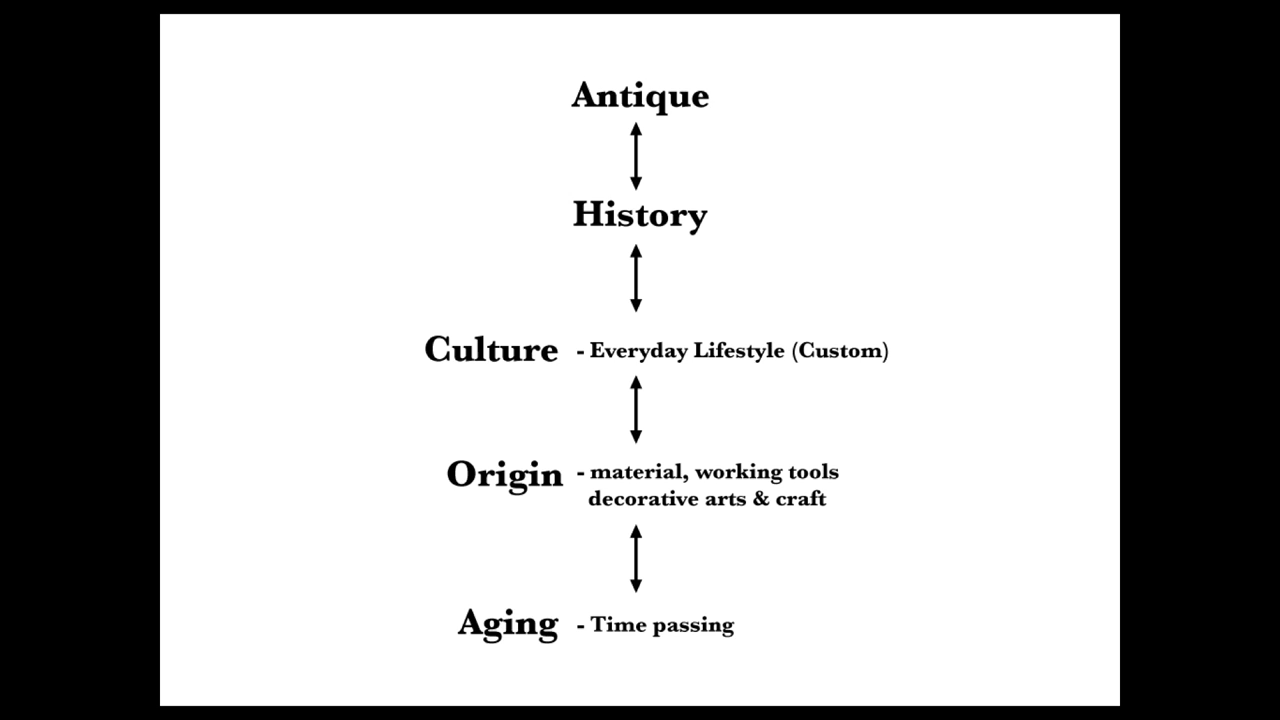 Antique
History
Culture - Everyday Lifestyle (Custom)
Origin - material, working tools
decorative arts & craft
Aging - Time passing